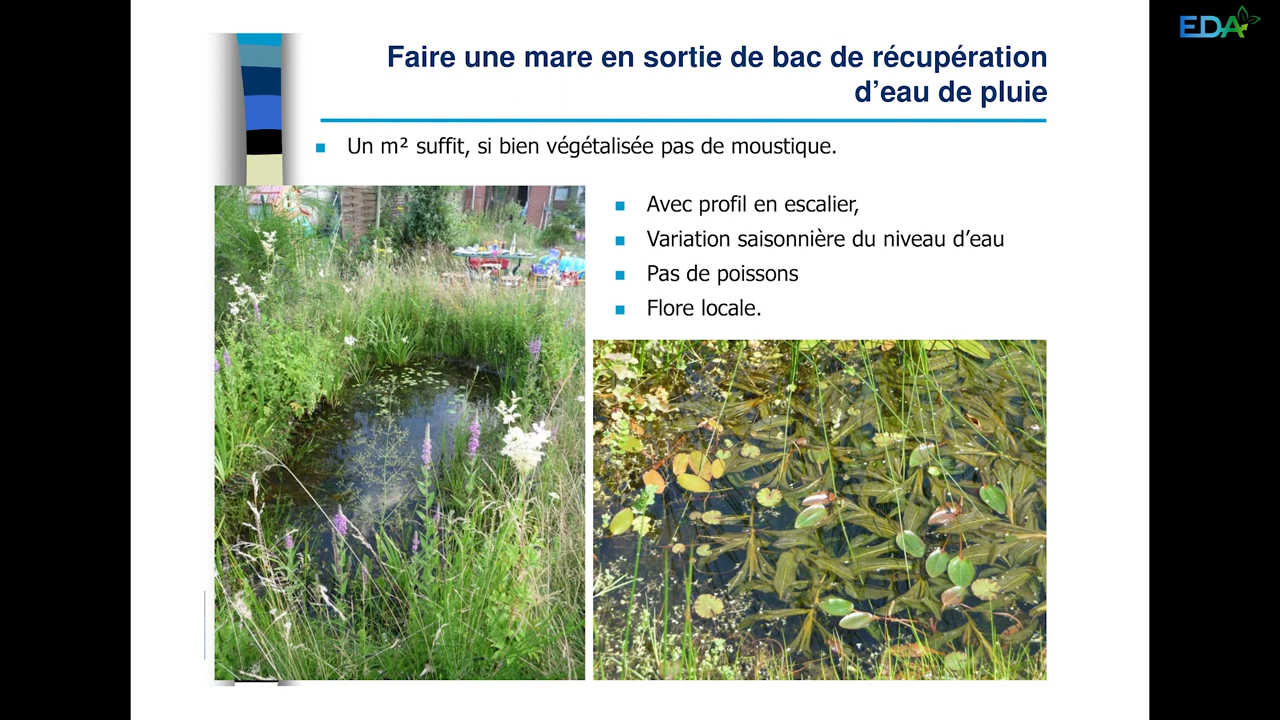 EDA
Faire une mare en sortie de bac de récupération
d’eau de pluie
Un m² suffit, si bien végétalisée pas de moustique.
Avec profil en escalier,
Variation saisonnière du niveau d’eau
Pas de poissons
Flore locale.